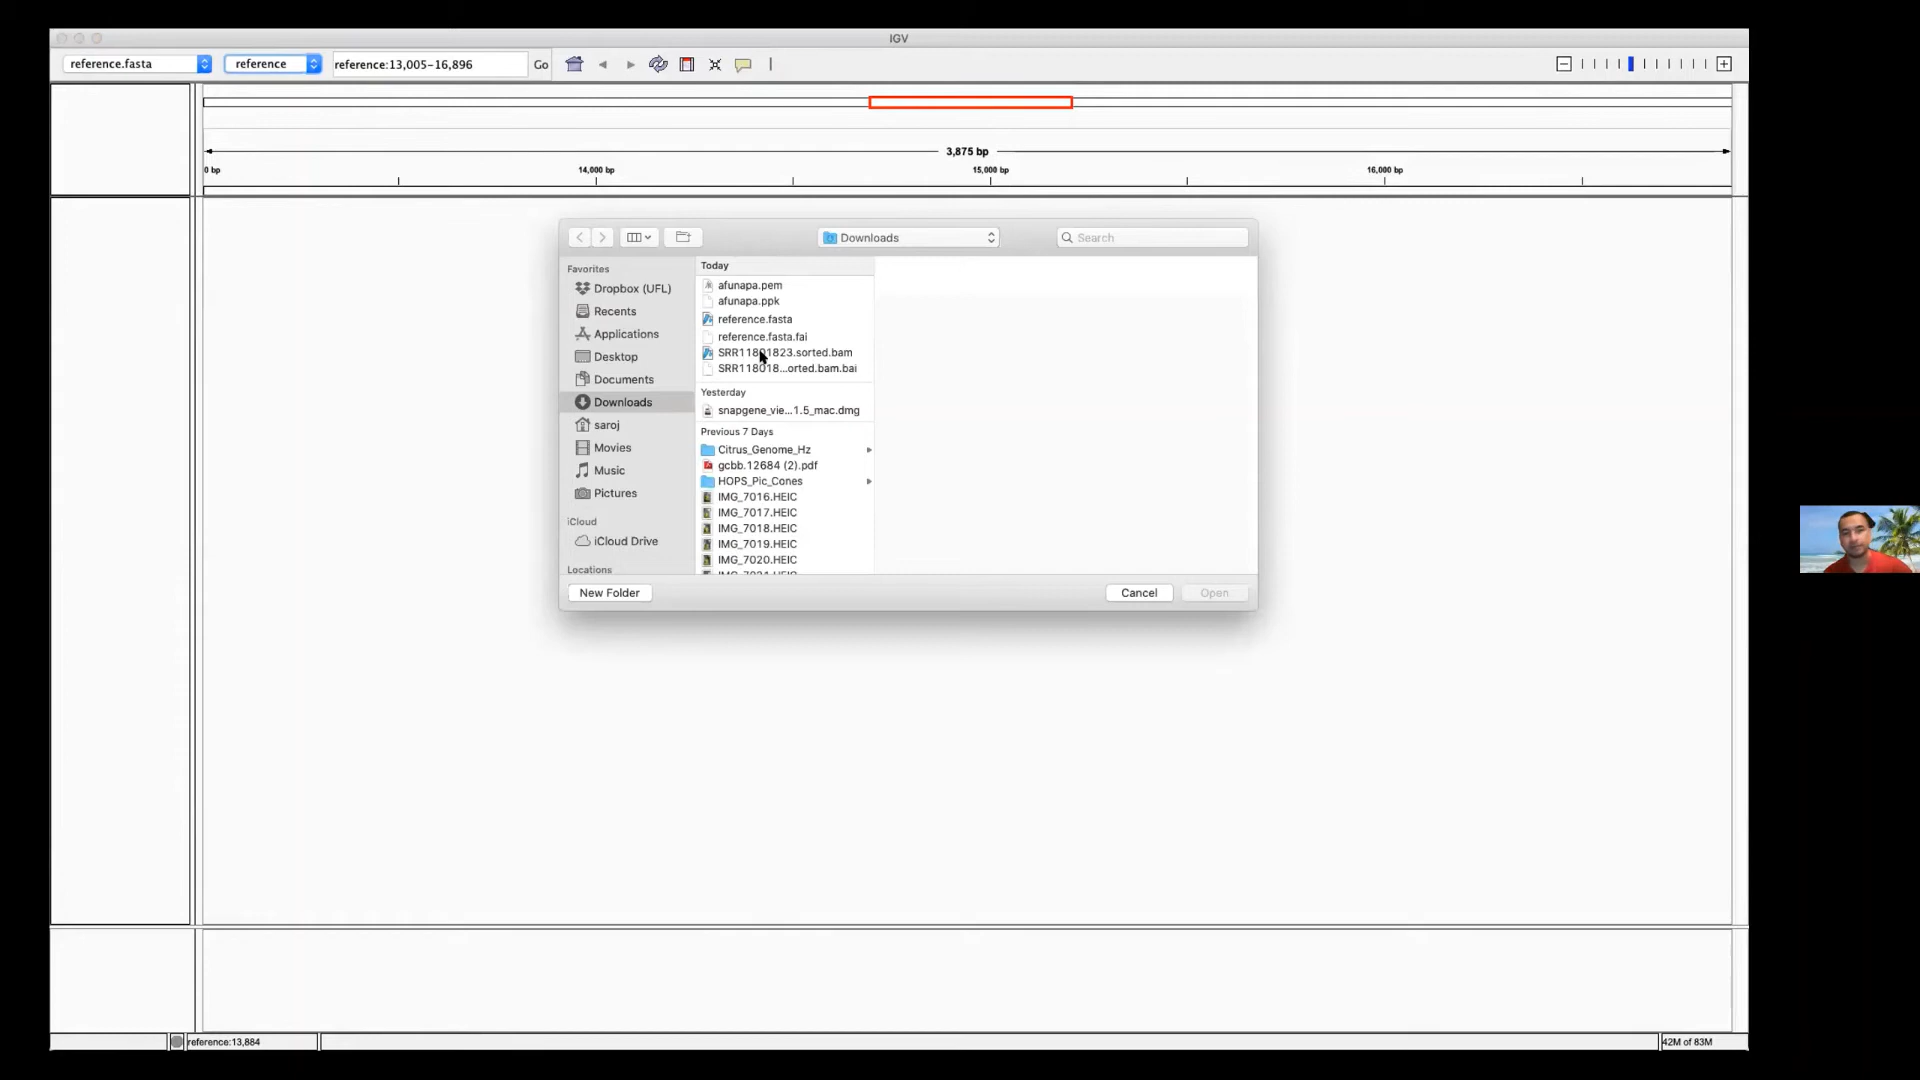 IGV
reference.fasta
reference
reference:13,005-16,896
Go
3,875 bp
0 bp
14,000 bp
15,000 bp
16,000 bp
Downloads
Search
Favorites
Dropbox (UFL)
Recents
Applications
Desktop
Documents
Downloads
saroj
Movies
Music
Pictures
iCloud
iCloud Drive
Locations
Today
afunapa.pem
afunapa.ppk
reference.fasta
reference.fasta.fai
SRR11801823.sorted.bam
SRR118018...orted.bam.bai
Yesterday
snapgene_vie...1.5_mac.dmg
Previous 7 Days
Citrus_Genome_Hz
gcbb.12684 (2).pdf
HOPS_Pic_Cones
IMG_7016.HEIC
IMG_7017.HEIC
IMG_7018.HEIC
IMG_7019.HEIC
IMG_7020.HEIC
New Folder
Cancel
Open
reference:13,884
42M of 83M